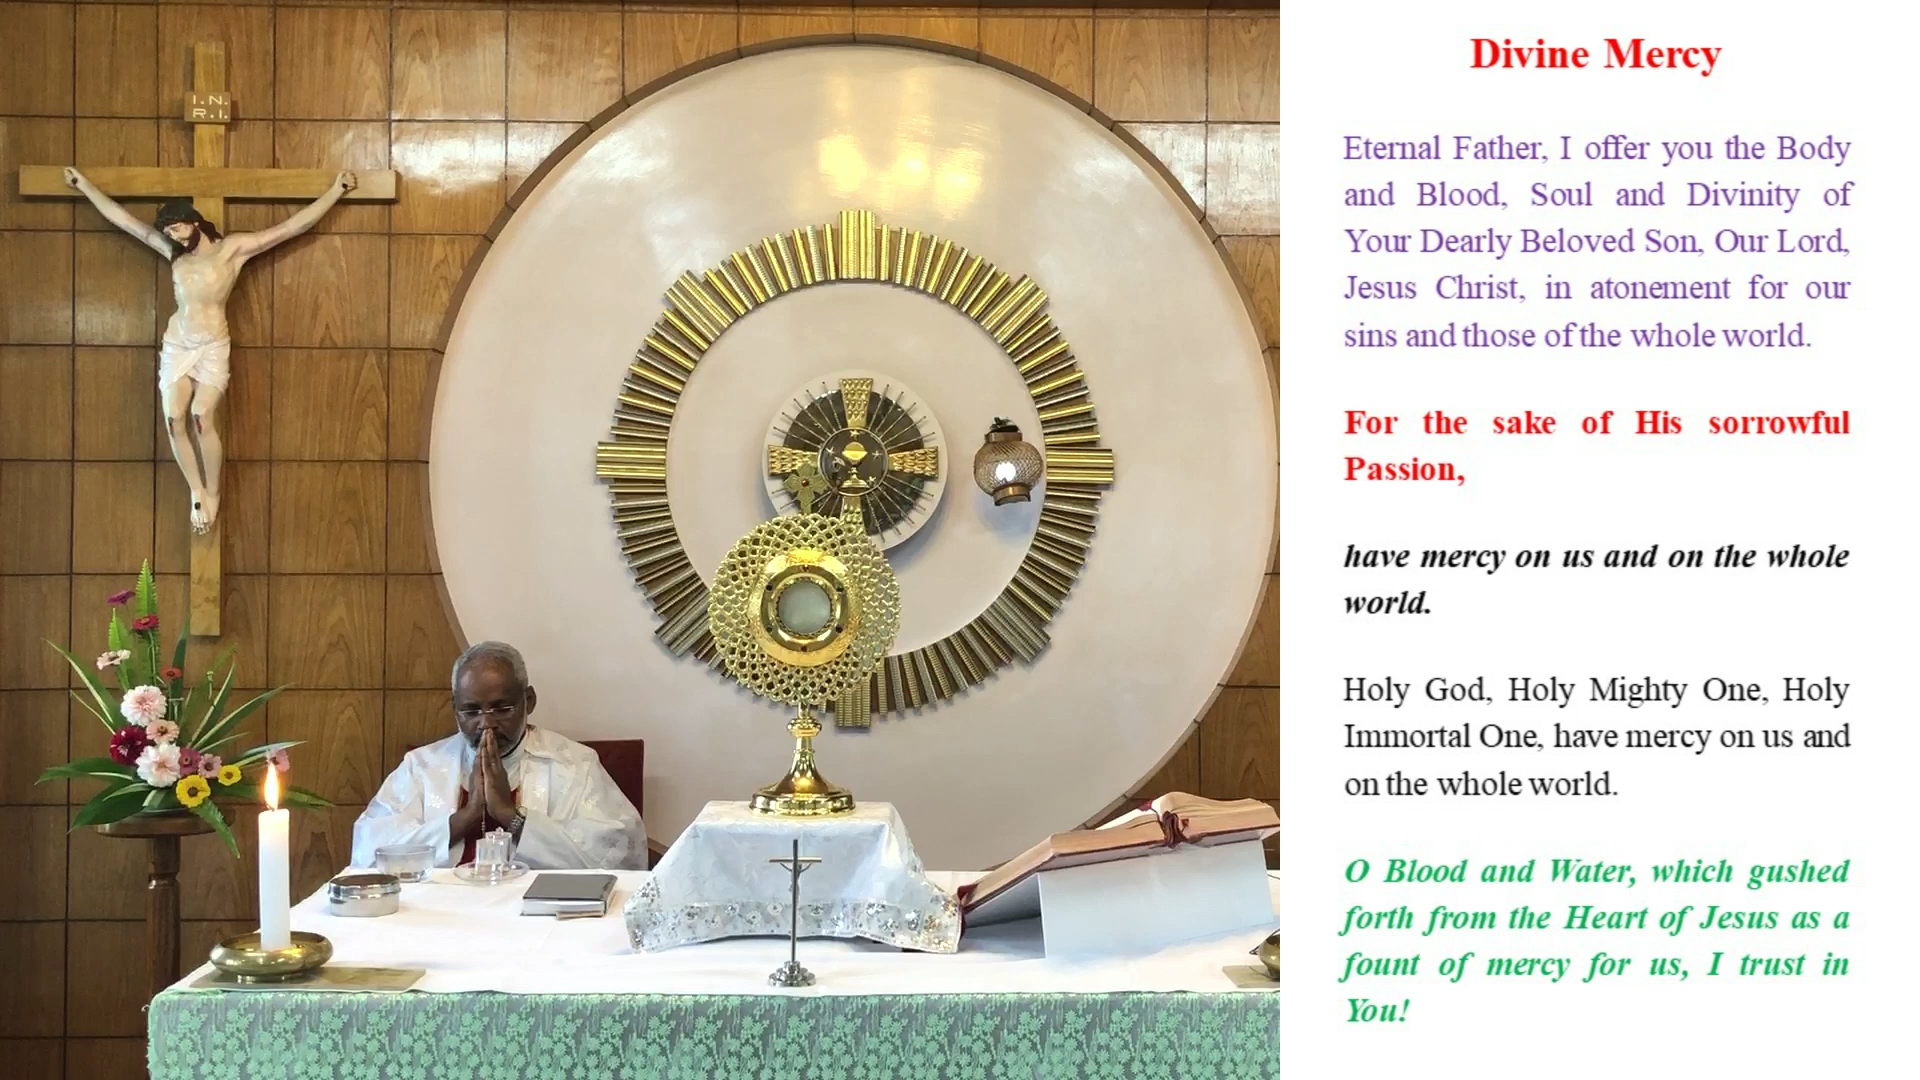 I.N.
R.I.
Divine Mercy
Eternal Father, I offer you the Body
and Blood, Soul and Divinity of
Your Dearly Beloved Son, Our Lord,
Jesus Christ, in atonement for our
sins and those of the whole world.
For the sake of His sorrowful
Passion,
have mercy on us and on the whole
world.
Holy God, Holy Mighty One, Holy
Immortal One, have mercy on us and
on the whole world.
O Blood and Water, which gushed
forth from the Heart of Jesus as a
fount of mercy for us, I trust in
You!